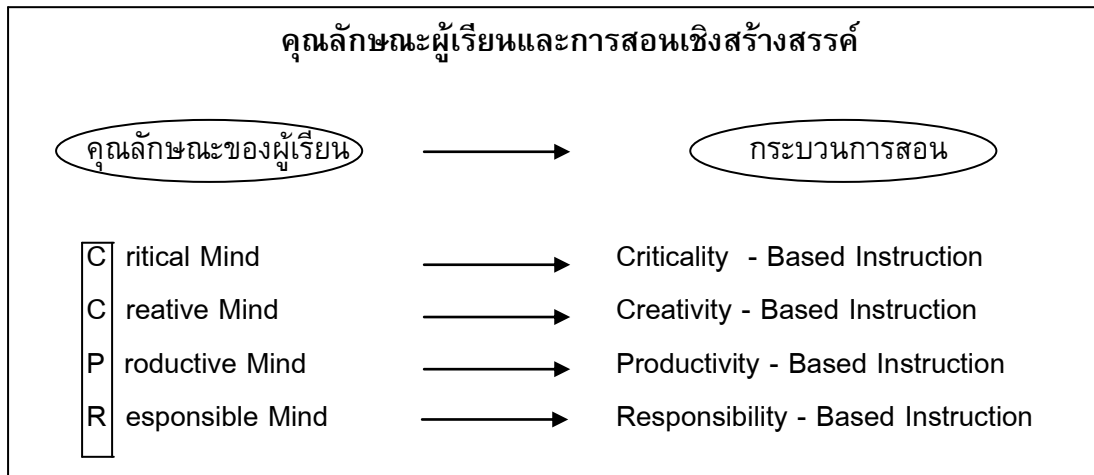 คุณลักษณะผู้เรียนและการสอนเชิงสร้างสรรค์
คุณลักษณะของผู้เรียน กระบวนการสอน
Critical Mind Criticality - Based Instruction
Creative Mind Creativity - Based Instruction
Productive Mind Productivity - Based Instruction
Responsible Mind Responsibility - Based Instruction